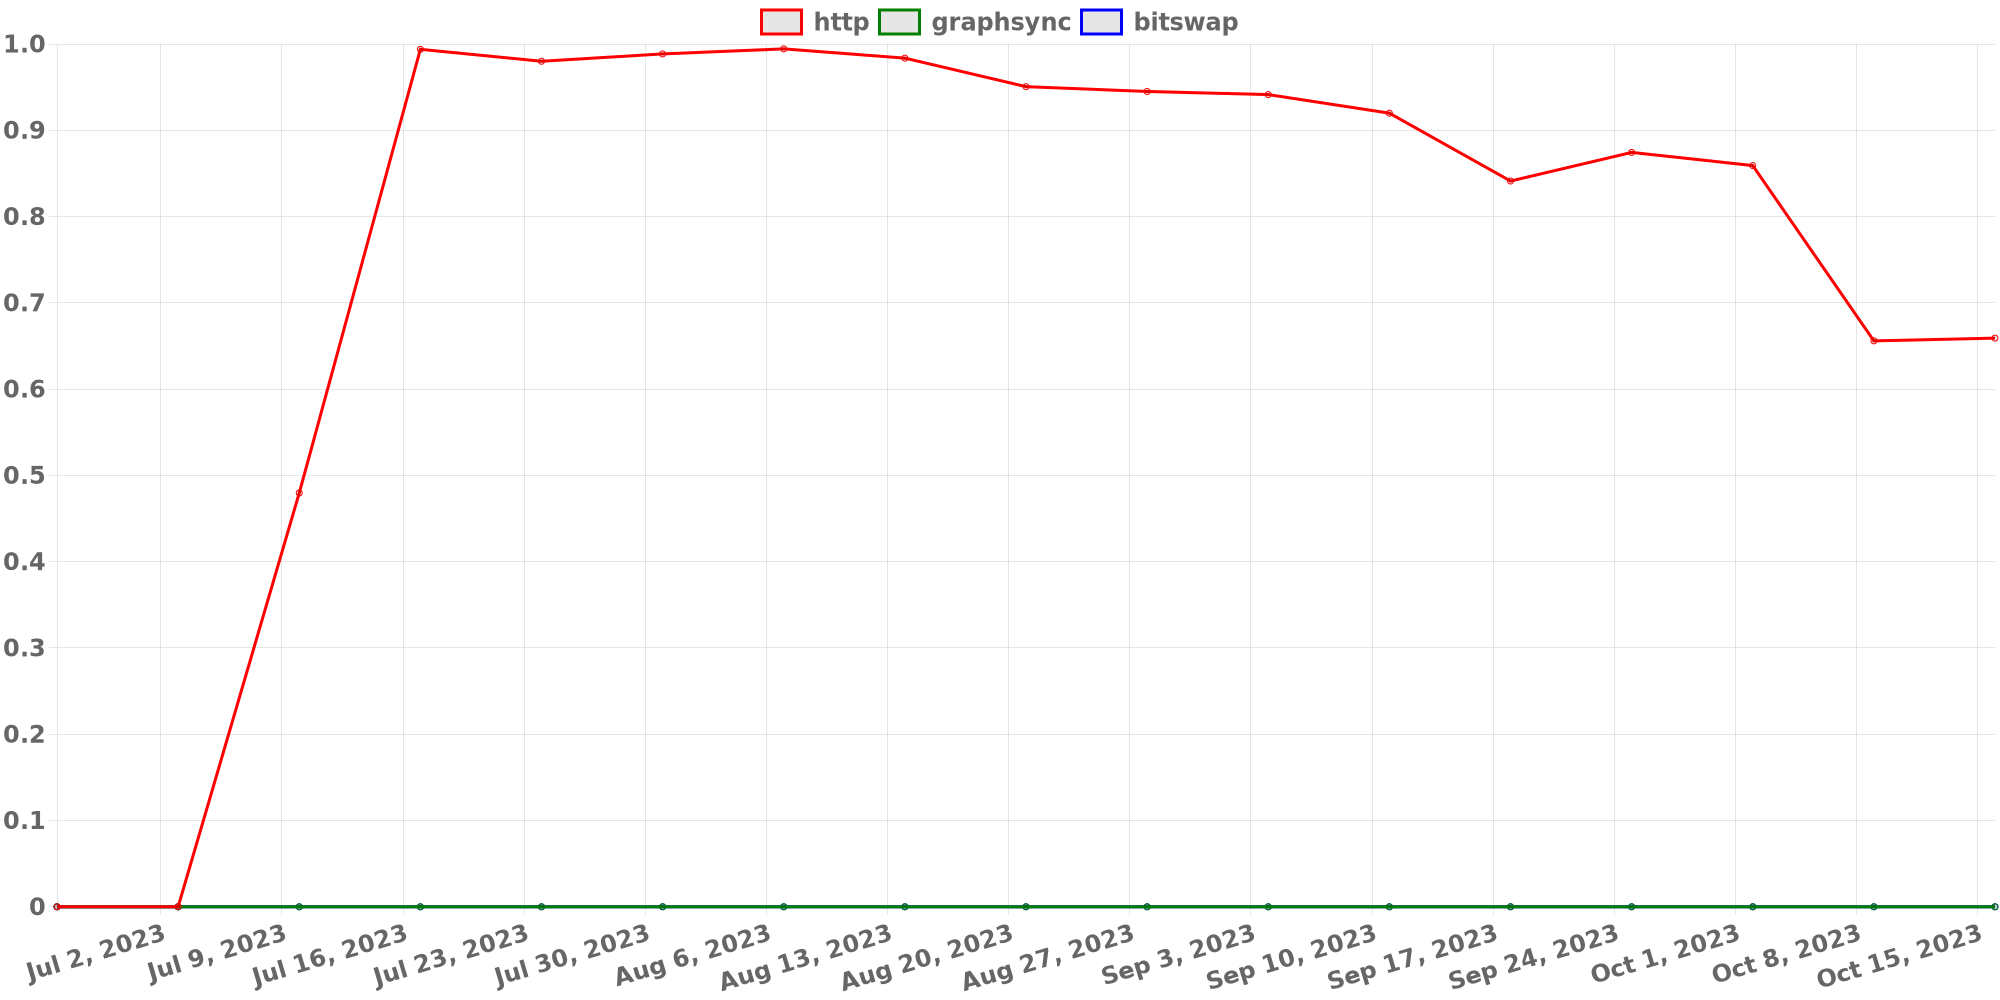 http graphsync bitswap
1.0
0.9
0.8
0.7
0.6
0.5
0.4
0.3
0.2
0.1
0
Jul 2, 2023
Jul 9, 2023
Jul 16, 2023
Jul 23, 2023
Jul 30, 2023
Aug 6, 2023
Aug 13, 2023
Aug 20, 2023
Aug 27, 2023
Sep 3, 2023
Sep 10, 2023
Sep 17, 2023
Sep 24, 2023
Oct 1, 2023
Oct 8, 2023
Oct 15, 2023